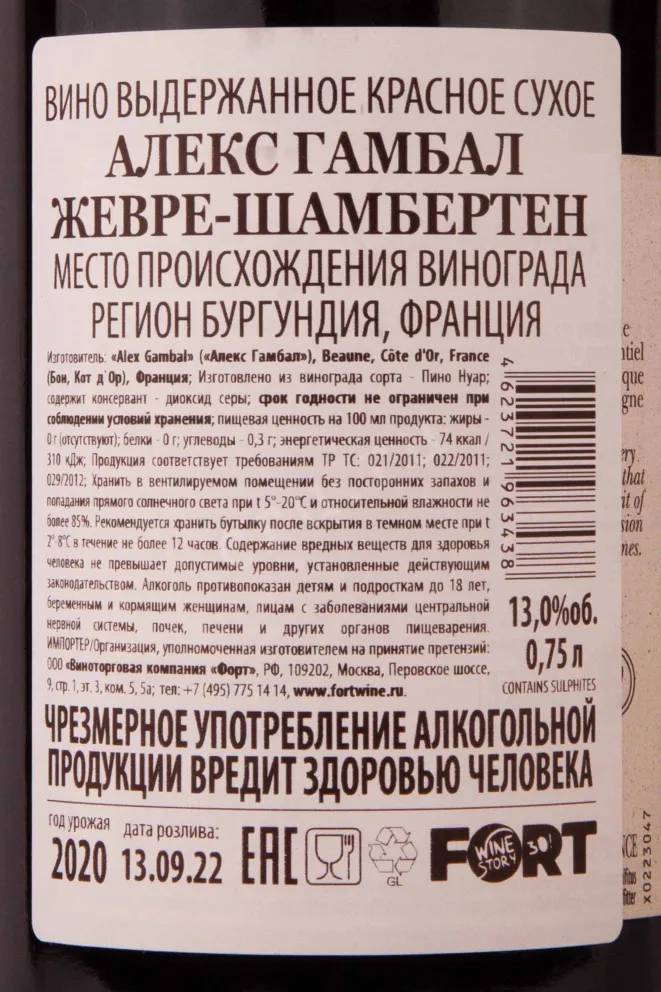 ВИНО ВЫДЕРЖАННОЕ КРАСНОЕ СУХОЕ
АЛЕКС ГАМБАЛ
ЖЕВРЕ-ШАМБЕРТЕН
МЕСТО ПРОИСХОЖДЕНИЯ ВИНОГРАДА
РЕГИОН БУРГУНДИЯ, ФРАНЦИЯ
Изготовитель: «Alex Gambal» («Алекс Гамбал»), Beaune, Côte d'Or, France
(Бон, Кот д`Ор), Франция; Изготовлено из винограда сорта - Пино Нуар;
содержит консервант - диоксид серы; срок годности не ограничен при
соблюдении условий хранения; пищевая ценность на 100 мл продукта: жиры -
0 г (отсутствуют); белки - 0 г; углеводы - 0,3 г; энергетическая ценность - 74 ккал /
310 кДж; Продукция соответствует требованиям ТР ТС: 021/2011; 022/2011;
029/2012; Хранить в вентилируемом помещении без посторонних запахов и
попадания прямого солнечного света при t 5°-20°C и относительной влажности не
более 85%. Рекомендуется хранить бутылку после вскрытия в темном месте при t
2°-8°C в течение не более 12 часов. Содержание вредных веществ для здоровья
человека не превышает допустимые уровни, установленные действующим
законодательством. Алкоголь противопоказан детям и подросткам до 18 лет,
беременным и кормящим женщинам, лицам с заболеваниями центральной
нервной системы, почек, печени и других органов пищеварения.
ИМПОРТЕР/Организация, уполномоченная изготовителем на принятие претензий:
ООО «Виноторговая компания «Форт», РФ, 109202, Москва, Перовское шоссе,
9, стр. 1, эт. 3, ком. 5, 5а; тел: +7 (495) 775 14 14, www.fortwine.ru.
4 623721 963438
13,0%об.
0,75 л
CONTAINS SULPHITES
ЧРЕЗМЕРНОЕ УПОТРЕБЛЕНИЕ АЛКОГОЛЬНОЙ
ПРОДУКЦИИ ВРЕДИТ ЗДОРОВЬЮ ЧЕЛОВЕКА
год урожая
2020
дата розлива:
13.09.22
ЕАС
GL
FORT
WINE STORY
30!
que
that
X0223047